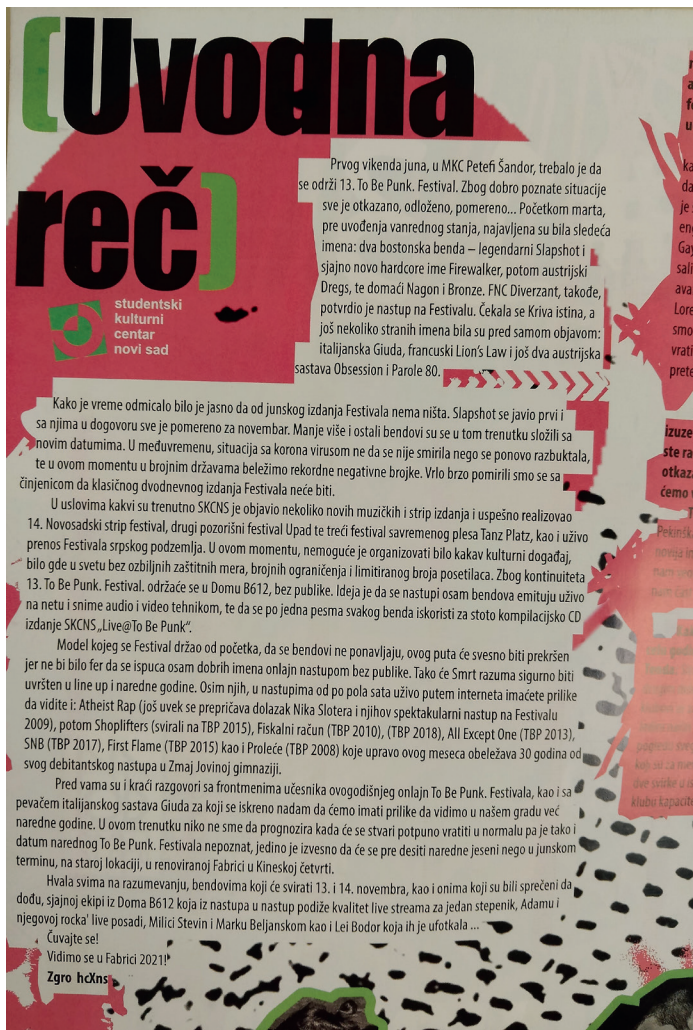 (Uvodna
reč)
studentski
kulturni
centar
novi sad
Prvog vikenda juna, u MKC Petefi Šandor, trebalo je da
se održi 13. To Be Punk. Festival. Zbog dobro poznate situacije
sve je otkazano, odloženo, pomereno... Početkom marta,
pre uvođenja vanrednog stanja, najavljena su bila sledeća
imena: dva bostonska benda – legendarni Slapshot i
sjajno novo hardcore ime Firewalker, potom austrijski
Dregs, te domaći Nagon i Bronze. FNC Diverzant, takođe,
potvrdio je nastup na Festivalu. Čekala se Kriva istina, a
još nekoliko stranih imena bila su pred samom objavom:
italijanska Giuda, francuski Lion's Law i još dva austrijska
sastava Obsession i Parole 80.
Kako je vreme odmicalo bilo je jasno da od junskog izdanja Festivala nema ništa. Slapshot se javio prvi i
sa njima u dogovoru sve je pomereno za novembar. Manje više i ostali bendovi su se u tom trenutku složili sa
novim datumima. U međuvremenu, situacija sa korona virusom ne da se nije smirila nego se ponovo razbuktala,
te u ovom momentu u brojnim državama beležimo rekordne negativne brojke. Vrlo brzo pomirili smo se sa
činjenicom da klasičnog dvodnevnog izdanja Festivala neće biti.
U uslovima kakvi su trenutno SKCNS je objavio nekoliko novih muzičkih i strip izdanja i uspešno realizovao
14. Novosadski strip festival, drugi pozorišni festival Upad te treći festival savremenog plesa Tanz Platz, kao i uživo
prenos Festivala srpskog podzemlja. U ovom momentu, nemoguće je organizovati bilo kakav kulturni događaj,
bilo gde u svetu bez ozbiljnih zaštitnih mera, brojnih ograničenja i limitiranog broja posetilaca. Zbog kontinuiteta
13. To Be Punk. Festival. održaće se u Domu B612, bez publike. Ideja je da se nastupi osam bendova emituju uživo
na netu i snime audio i video tehnikom, te da se po jedna pesma svakog benda iskoristi za stoto kompilacijsko CD
izdanje SKCNS „Live@To Be Punk".
Model kojeg se Festival držao od početka, da se bendovi ne ponavljaju, ovog puta će svesno biti prekršen
jer ne bi bilo fer da se ispuca osam dobrih imena onlajn nastupom bez publike. Tako će Smrt razuma sigurno biti
uvršten u line up i naredne godine. Osim njih, u nastupima od po pola sata uživo putem interneta imaćete prilike
da vidite i: Atheist Rap (još uvek se prepričava dolazak Nika Slotera i njihov spektakularni nastup na Festivalu
2009), potom Shoplifters (svirali na TBP 2015), Fiskalni račun (TBP 2010), (TBP 2018), All Except One (TBP 2013),
SNB (TBP 2017), First Flame (TBP 2015) kao i Proleće (TBP 2008) koje upravo ovog meseca obeležava 30 godina od
svog debitantskog nastupa u Zmaj Jovinoj gimnaziji.
Pred vama su i kraći razgovori sa frontmenima učesnika ovogodišnjeg onlajn To Be Punk. Festivala, kao i sa
pevačem italijanskog sastava Giuda za koji se iskreno nadam da ćemo imati prilike da vidimo u našem gradu već
naredne godine. U ovom trenutku niko ne sme da prognozira kada će se stvari potpuno vratiti u normalu pa je tako i
datum narednog To Be Punk. Festivala nepoznat, jedino je izvesno da će se pre desiti naredne jeseni nego u junskom
terminu, na staroj lokaciji, u renoviranoj Fabrici u Kineskoj četvrti.
Hvala svima na razumevanju, bendovima koji će svirati 13. i 14. novembra, kao i onima koji su bili sprečeni da
dođu, sjajnoj ekipi iz Doma B612 koja iz nastupa u nastup podiže kvalitet live streama za jedan stepenik, Adamu i
njegovoj rocka' live posadi, Milici Stevin i Marku Beljanskom kao i Lei Bodor koja ih je ufotkala ...
Čuvajte se!
Vidimo se u Fabrici 2021!
Zgro hcXns